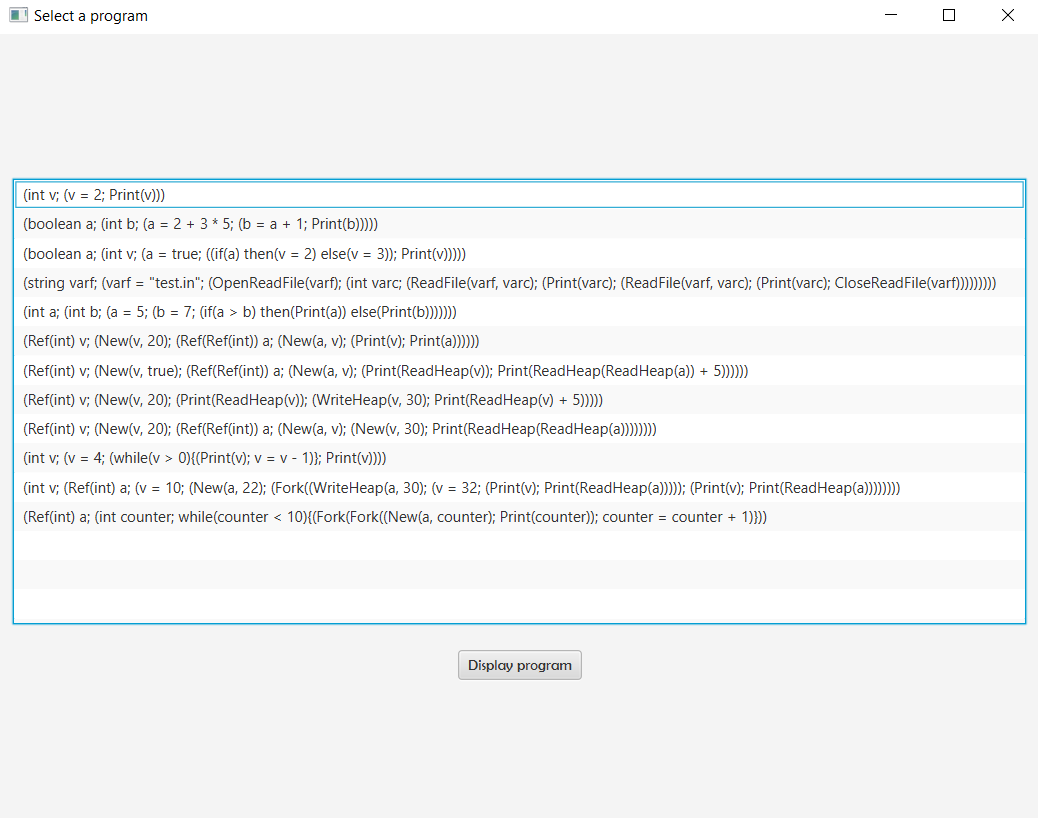 Select a program
(int v; (v = 2; Print(v)))
(boolean a; (int b; (a = 2 + 3 * 5; (b = a + 1; Print(b)))))
(boolean a; (int v; (a = true; ((if(a) then(v = 2) else(v = 3)); Print(v)))))
(string varf; (varf = "test.in"; (OpenReadFile(varf); (int varc; (ReadFile(varf, varc); (Print(varc); (ReadFile(varf, varc); (Print(varc); CloseReadFile(varf)))))))))
(int a; (int b; (a = 5; (b = 7; (if(a > b) then(Print(a)) else(Print(b)))))))
(Ref(int) v; (New(v, 20); (Ref(Ref(int)) a; (New(a, v); (Print(v); Print(a))))))
(Ref(int) v; (New(v, true); (Ref(Ref(int)) a; (New(a, v); (Print(ReadHeap(v)); Print(ReadHeap(ReadHeap(a)) + 5))))))
(Ref(int) v; (New(v, 20); (Print(ReadHeap(v)); (WriteHeap(v, 30); Print(ReadHeap(v) + 5)))))
(Ref(int) v; (New(v, 20); (Ref(Ref(int)) a; (New(a, v); (New(v, 30); Print(ReadHeap(ReadHeap(a))))))))
(int v; (v = 4; (while(v > 0){(Print(v); v = v - 1)}; Print(v))))
(int v; (Ref(int) a; (v = 10; (New(a, 22); (Fork((WriteHeap(a, 30); (v = 32; (Print(v); Print(ReadHeap(a))))); (Print(v); Print(ReadHeap(a))))))))
(Ref(int) a; (int counter; while(counter < 10){(Fork(Fork((New(a, counter); Print(counter)); counter = counter + 1)}))
Display program